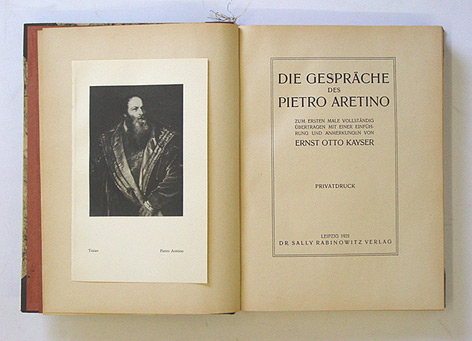 Tizian Pietro Aretino
DIE GESPRÄCHE
DES
PIETRO ARETINO
ZUM ERSTEN MALE VOLLSTÄNDIG
ÜBERTRAGEN MIT EINER EINFÜH-
RUNG UND ANMERKUNGEN VON
ERNST OTTO KAYSER
PRIVATDRUCK
LEIPZIG 1921
DR. SALLY RABINOWITZ VERLAG